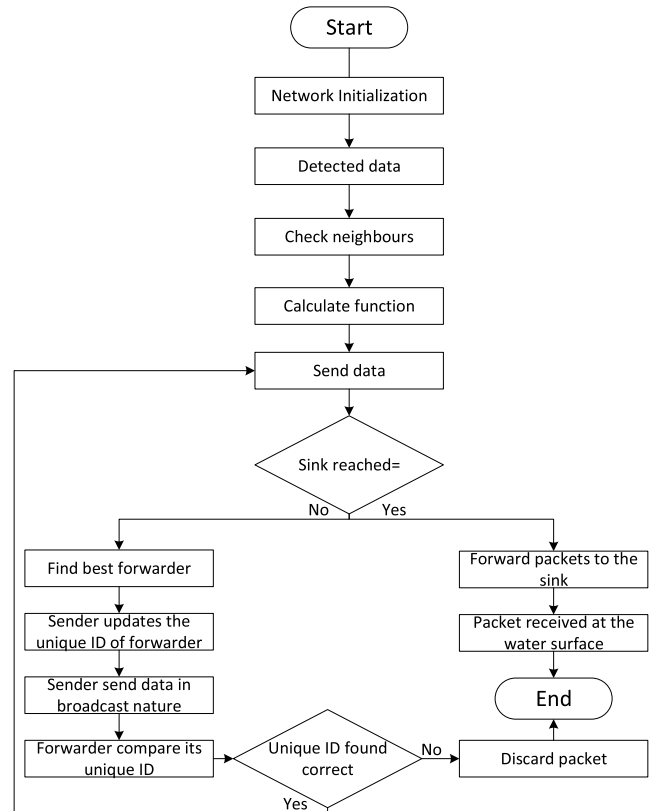 Start
Network Initialization
Detected data
Check neighbours
Calculate function
Send data
Sink reached=
No
Yes
Find best forwarder
Sender updates the
unique ID of forwarder
Sender send data in
broadcast nature
Forwarder compare its
unique ID
Unique ID found
correct
No
Yes
Forward packets to the
sink
Packet received at the
water surface
End
Discard packet